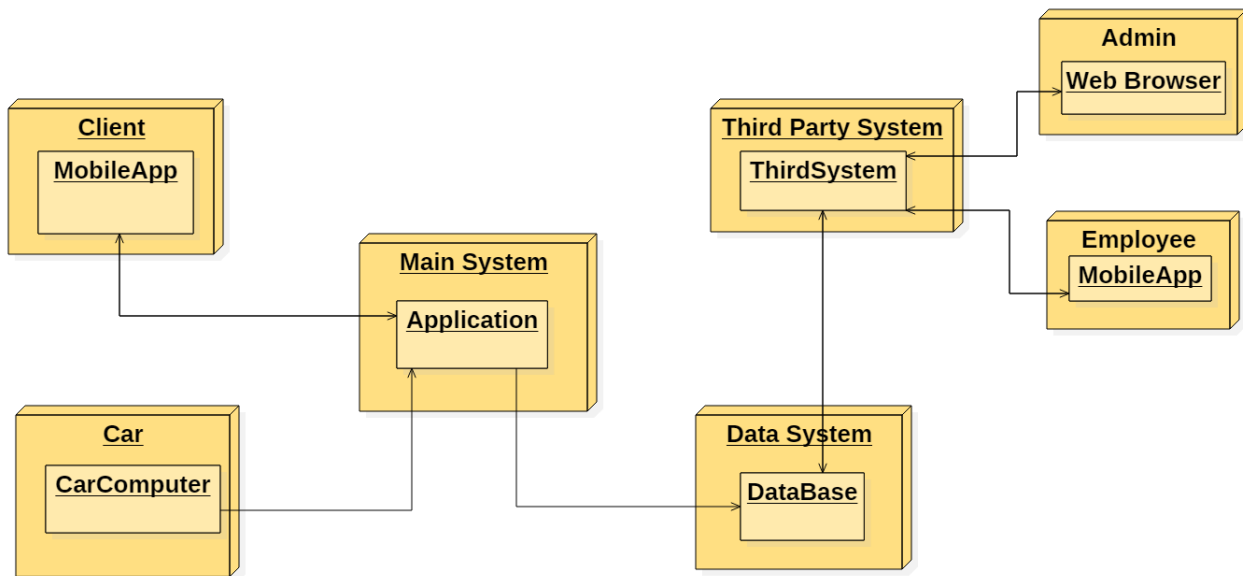 Admin
Web Browser
Client
MobileApp
Third Party System
ThirdSystem
Employee
MobileApp
Main System
Application
Car
CarComputer
Data System
DataBase